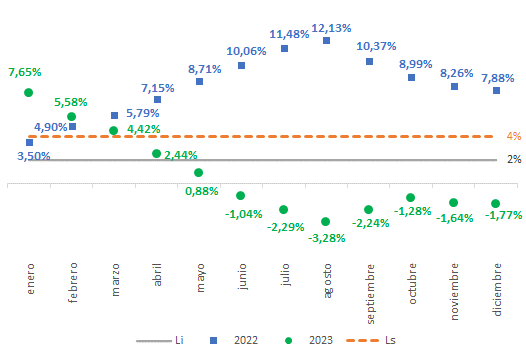 12,13%
11,48%
10,06%
10,37%
8,71%
8,99%
8,26%
7,88%
7,65%
7,15%
5,58%
5,79%
4,90%
4,42%
4%
3,50%
2,44%
2%
0,88%
-1,04%
-2,29%
-3,28%
-2,24%
-1,28%
-1,64%
-1,77%
enero
febrero
marzo
abril
mayo
junio
julio
agosto
septiembre
octubre
noviembre
diciembre
Li 2022 2023 Ls